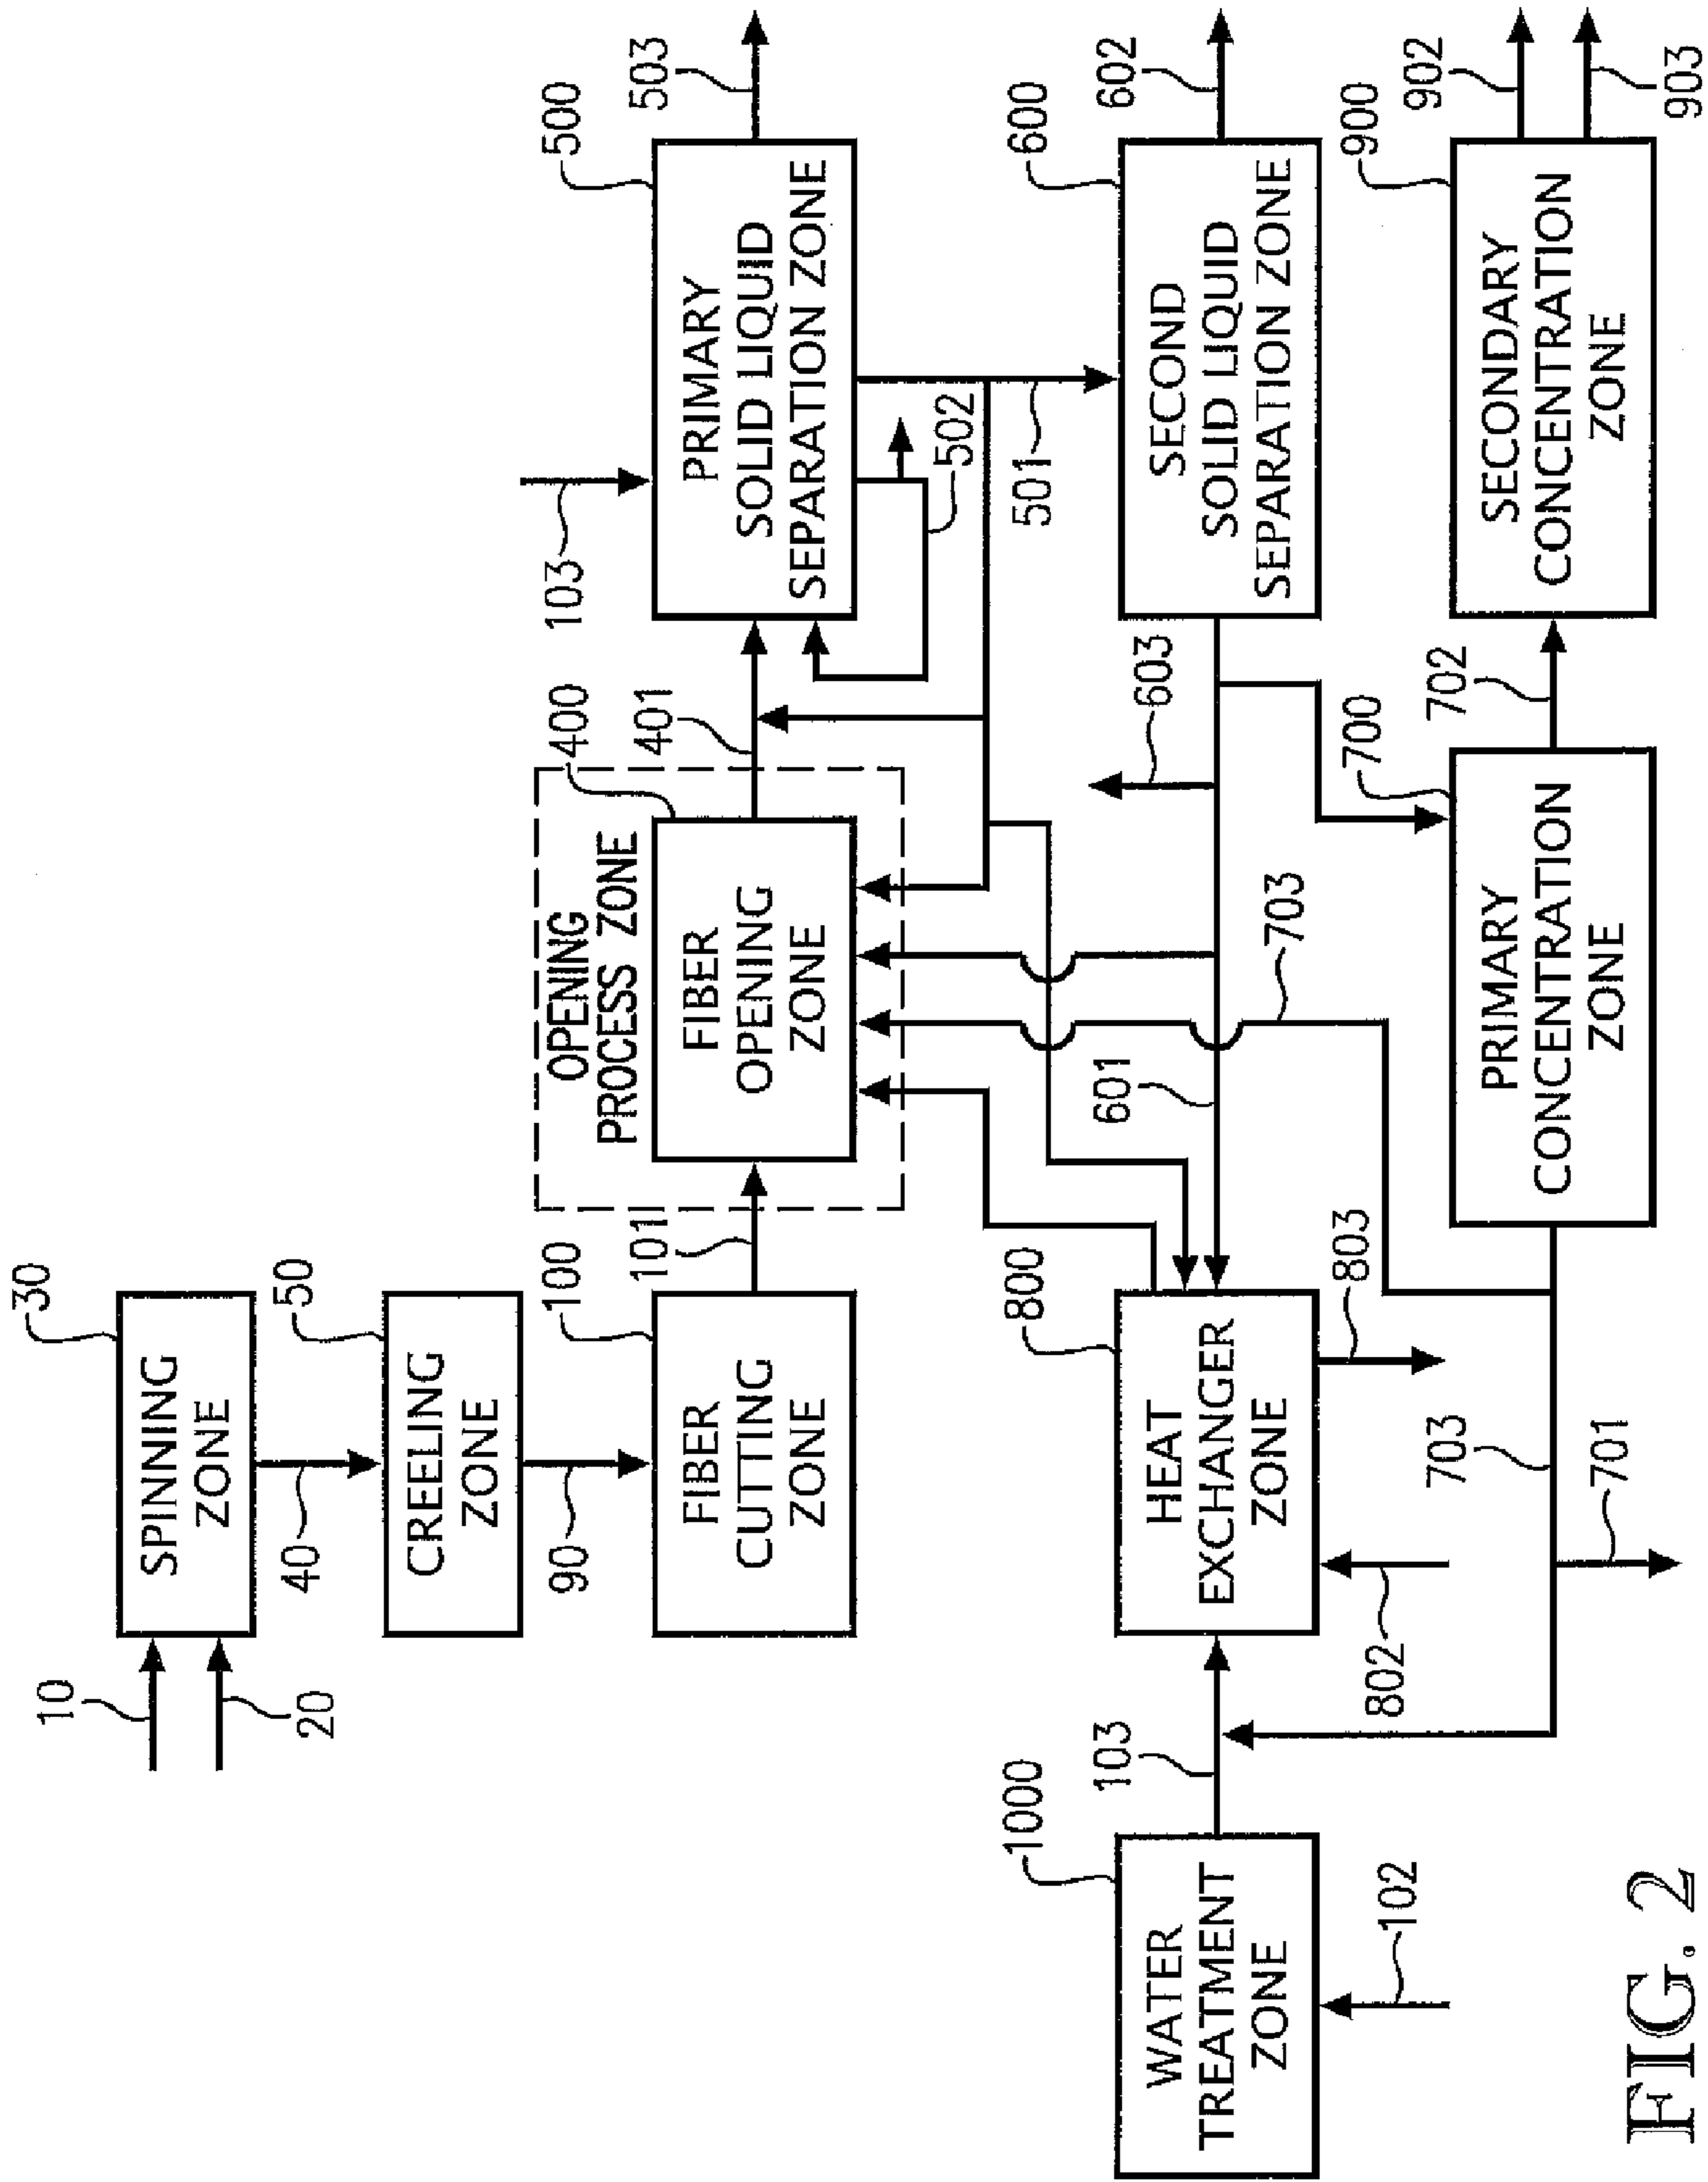 10
20
SPINNING
ZONE
30
40
CREELING
ZONE
50
90
FIBER
CUTTING
ZONE
100
101
OPENING
PROCESS ZONE
FIBER
OPENING
ZONE
400
401
103
PRIMARY
SOLID LIQUID
SEPARATION ZONE
500
503
502
501
WATER
TREATMENT
ZONE
1000
102
103
HEAT
EXCHANGER
ZONE
800
802
803
601
603
703
SECOND
SOLID LIQUID
SEPARATION ZONE
600
602
703
701
PRIMARY
CONCENTRATION
ZONE
700
702
SECONDARY
CONCENTRATION
ZONE
900
902
903
FIG. 2